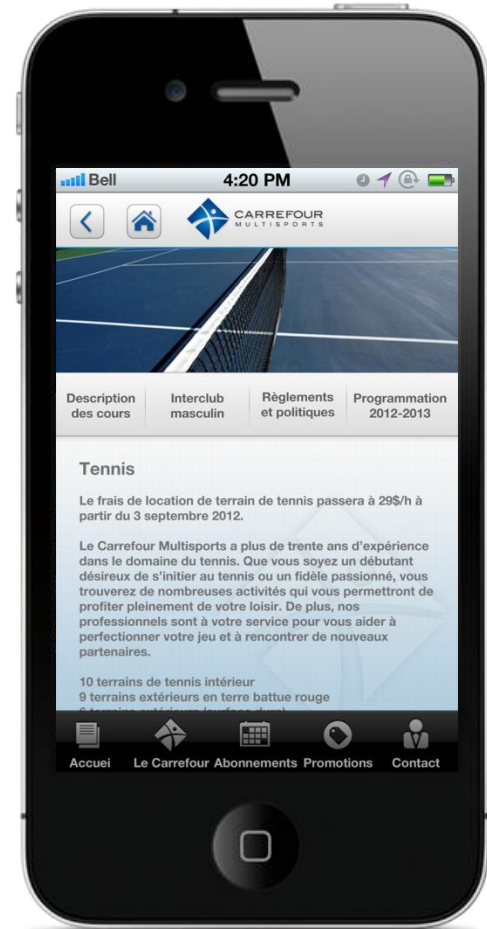 Bell
4:20 PM
CARREFOUR
MULTISPORTS
Description
des cours
Interclub
masculin
Règlements
et politiques
Programmation
2012-2013
Tennis
Le frais de location de terrain de tennis passera à 29$/h à
partir du 3 septembre 2012.
Le Carrefour Multisports a plus de trente ans d'expérience
dans le domaine du tennis. Que vous soyez un débutant
désireux de s'initier au tennis ou un fidèle passionné, vous
trouverez de nombreuses activités qui vous permettront de
profiter pleinement de votre loisir. De plus, nos
professionnels sont à votre service pour vous aider à
perfectionner votre jeu et à rencontrer de nouveaux
partenaires.
10 terrains de tennis intérieur
9 terrains extérieurs en terre battue rouge
6 terrains extérieurs (surface dure)
Accuei
Le Carrefour
Abonnements
Promotions
Contact